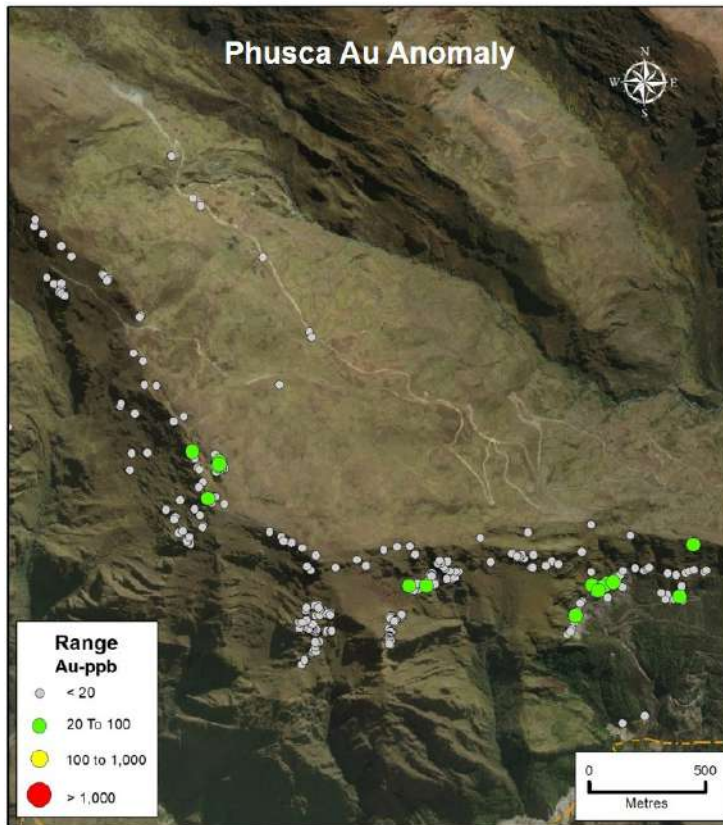 Phusca Au Anomaly
N
W E
S
Range
Au-ppb
< 20
20 To 100
100 to 1,000
> 1,000
0 500
Metres